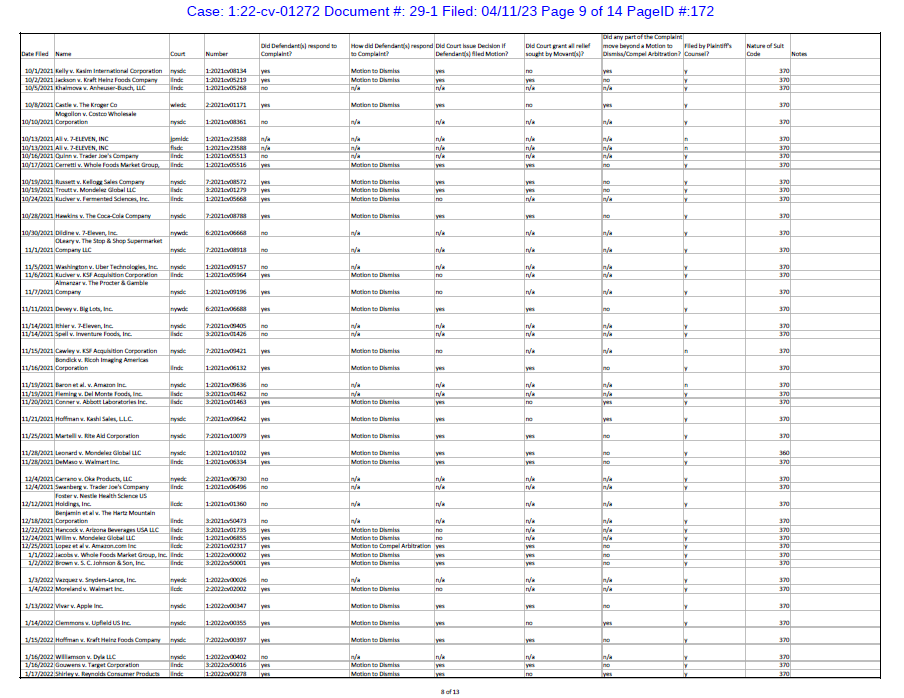 Case: 1:22-cv-01272 Document #: 29-1 Filed: 04/11/23 Page 9 of 14 PageID #:172
Did any part of the Complaint
Did Defendant(s) respond to How did Defendant(s) respond Did Court Issue Decision if Did Court grant all relief move beyond a Motion to Filed by Plaintiff's Nature of Suit
Date Filed Name Court Number Complaint? to Complaint? Defendant(s) filed Motion? sought by Movant(s)? Dismiss/Compel Arbitration? Counsel? Code Notes
10/1/2021 Kelly v. Kasim International Corporation nysdc 1:2021cv08134 yes Motion to Dismiss yes no yes y 370
10/2/2021 Jackson v. Kraft Heinz Foods Company ilndc 1:2021cv05219 yes Motion to Dismiss yes yes no y 370
10/5/2021 Khaimova v. Anheuser-Busch, LLC ilndc 1:2021cv05268 no n/a n/a n/a n/a y 370
10/8/2021 Castle v. The Kroger Co wiedc 2:2021cv01171 yes Motion to Dismiss yes no yes y 370
Mogollon v. Costco Wholesale
10/10/2021 Corporation nysdc 1:2021cv08361 no n/a n/a n/a n/a y 370
10/13/2021 Ali v. 7-ELEVEN, INC jpmldc 1:2021cv23588 n/a n/a n/a n/a n/a n 370
10/13/2021 Ali v. 7-ELEVEN, INC flsdc 1:2021cv23588 n/a n/a n/a n/a n/a n 370
10/16/2021 Quinn v. Trader Joe's Company ilndc 1:2021cv05513 no n/a n/a n/a n/a y 370
10/17/2021 Cerretti v. Whole Foods Market Group, ilndc 1:2021cv05516 yes Motion to Dismiss yes yes no y 370
10/19/2021 Russett v. Kellogg Sales Company nysdc 7:2021cv08572 yes Motion to Dismiss yes yes no y 370
10/19/2021 Troutt v. Mondelez Global LLC ilsdc 3:2021cv01279 yes Motion to Dismiss yes yes no y 370
10/24/2021 Kuciver v. Fermented Sciences, Inc. ilndc 1:2021cv05668 yes Motion to Dismiss no n/a n/a y 370
10/28/2021 Hawkins v. The Coca-Cola Company nysdc 7:2021cv08788 yes Motion to Dismiss yes yes no y 370
10/30/2021 Dildine v. 7-Eleven, Inc. nywdc 6:2021cv06668 no n/a n/a n/a n/a y 370
OLeary v. The Stop & Shop Supermarket
11/1/2021 Company LLC nysdc 7:2021cv08918 no n/a n/a n/a n/a y 370
11/5/2021 Washington v. Uber Technologies, Inc. nysdc 1:2021cv09157 no n/a n/a n/a n/a y 370
11/6/2021 Kuciver v. KSF Acquisition Corporation ilndc 1:2021cv05964 yes Motion to Dismiss no n/a n/a y 370
Almanzar v. The Procter & Gamble
11/7/2021 Company nysdc 1:2021cv09196 yes Motion to Dismiss no n/a n/a y 370
11/11/2021 Devey v. Big Lots, Inc. nywdc 6:2021cv06688 yes Motion to Dismiss yes yes no y 370
11/14/2021 Ithier v. 7-Eleven, Inc. nysdc 7:2021cv09405 no n/a n/a n/a n/a y 370
11/14/2021 Spell v. Inventure Foods, Inc. ilsdc 3:2021cv01426 no n/a n/a n/a n/a y 370
11/15/2021 Cawley v. KSF Acquisition Corporation nysdc 7:2021cv09421 yes Motion to Dismiss no n/a n/a n 370
Bondick v. Ricoh Imaging Americas
11/16/2021 Corporation ilndc 1:2021cv06132 yes Motion to Dismiss yes yes no y 370
11/19/2021 Baron et al. v. Amazon Inc. nysdc 1:2021cv09636 no n/a n/a n/a n/a n 370
11/19/2021 Fleming v. Del Monte Foods, Inc. ilsdc 3:2021cv01462 no n/a n/a n/a n/a y 370
11/20/2021 Conner v. Abbott Laboratories Inc. ilsdc 3:2021cv01463 yes Motion to Dismiss yes no yes y 370
11/21/2021 Hoffman v. Kashi Sales, L.L.C. nysdc 7:2021cv09642 yes Motion to Dismiss yes no yes y 370
11/25/2021 Martelli v. Rite Aid Corporation nysdc 7:2021cv10079 yes Motion to Dismiss yes yes no y 370
11/28/2021 Leonard v. Mondelez Global LLC nysdc 1:2021cv10102 yes Motion to Dismiss yes yes no y 360
11/28/2021 DeMaso v. Walmart Inc. ilndc 1:2021cv06334 yes Motion to Dismiss yes yes no y 370
12/4/2021 Carrano v. Oka Products, LLC nyedc 2:2021cv06730 no n/a n/a n/a n/a y 370
12/4/2021 Swanberg v. Trader Joe's Company ilndc 1:2021cv06496 no n/a n/a n/a n/a y 370
Foster v. Nestle Health Science US
12/12/2021 Holdings, Inc. ilcdc 1:2021cv01360 no n/a n/a n/a n/a y 370
Benjamin et al v. The Hartz Mountain
12/18/2021 Corporation ilndc 3:2021cv50473 no n/a n/a n/a n/a y 370
12/22/2021 Hancock v. Arizona Beverages USA LLC ilsdc 3:2021cv01735 yes Motion to Dismiss no n/a n/a y 370
12/24/2021 Willm v. Mondelez Global LLC ilndc 1:2021cv06855 yes Motion to Dismiss no n/a n/a y 370
12/25/2021 Lopez et al v. Amazon.com Inc ilcdc 2:2021cv02317 yes Motion to Compel Arbitration yes yes no y 370
1/1/2022 Jacobs v. Whole Foods Market Group, Inc. ilndc 1:2022cv00002 yes Motion to Dismiss yes yes no y 370
1/2/2022 Brown v. S. C. Johnson & Son, Inc. ilndc 3:2022cv50001 yes Motion to Dismiss yes yes no y 370
1/3/2022 Vazquez v. Snyders-Lance, Inc. nyedc 1:2022cv00026 no n/a n/a n/a n/a y 370
1/4/2022 Moreland v. Walmart Inc. ilcdc 2:2022cv02002 yes Motion to Dismiss no n/a n/a y 370
1/13/2022 Vivar v. Apple Inc. nysdc 1:2022cv00347 yes Motion to Dismiss yes yes no y 370
1/14/2022 Clemmons v. Upfield US Inc. nysdc 1:2022cv00355 yes Motion to Dismiss yes no yes y 370
1/15/2022 Hoffman v. Kraft Heinz Foods Company nysdc 7:2022cv00397 yes Motion to Dismiss yes yes no y 370
1/16/2022 Williamson v. Dyla LLC nysdc 1:2022cv00402 no n/a n/a n/a n/a y 370
1/16/2022 Gouwens v. Target Corporation ilndc 3:2022cv50016 yes Motion to Dismiss yes yes no y 370
1/17/2022 Shirley v. Reynolds Consumer Products ilndc 1:2022cv00278 yes Motion to Dismiss yes no yes y 370
8 of 13